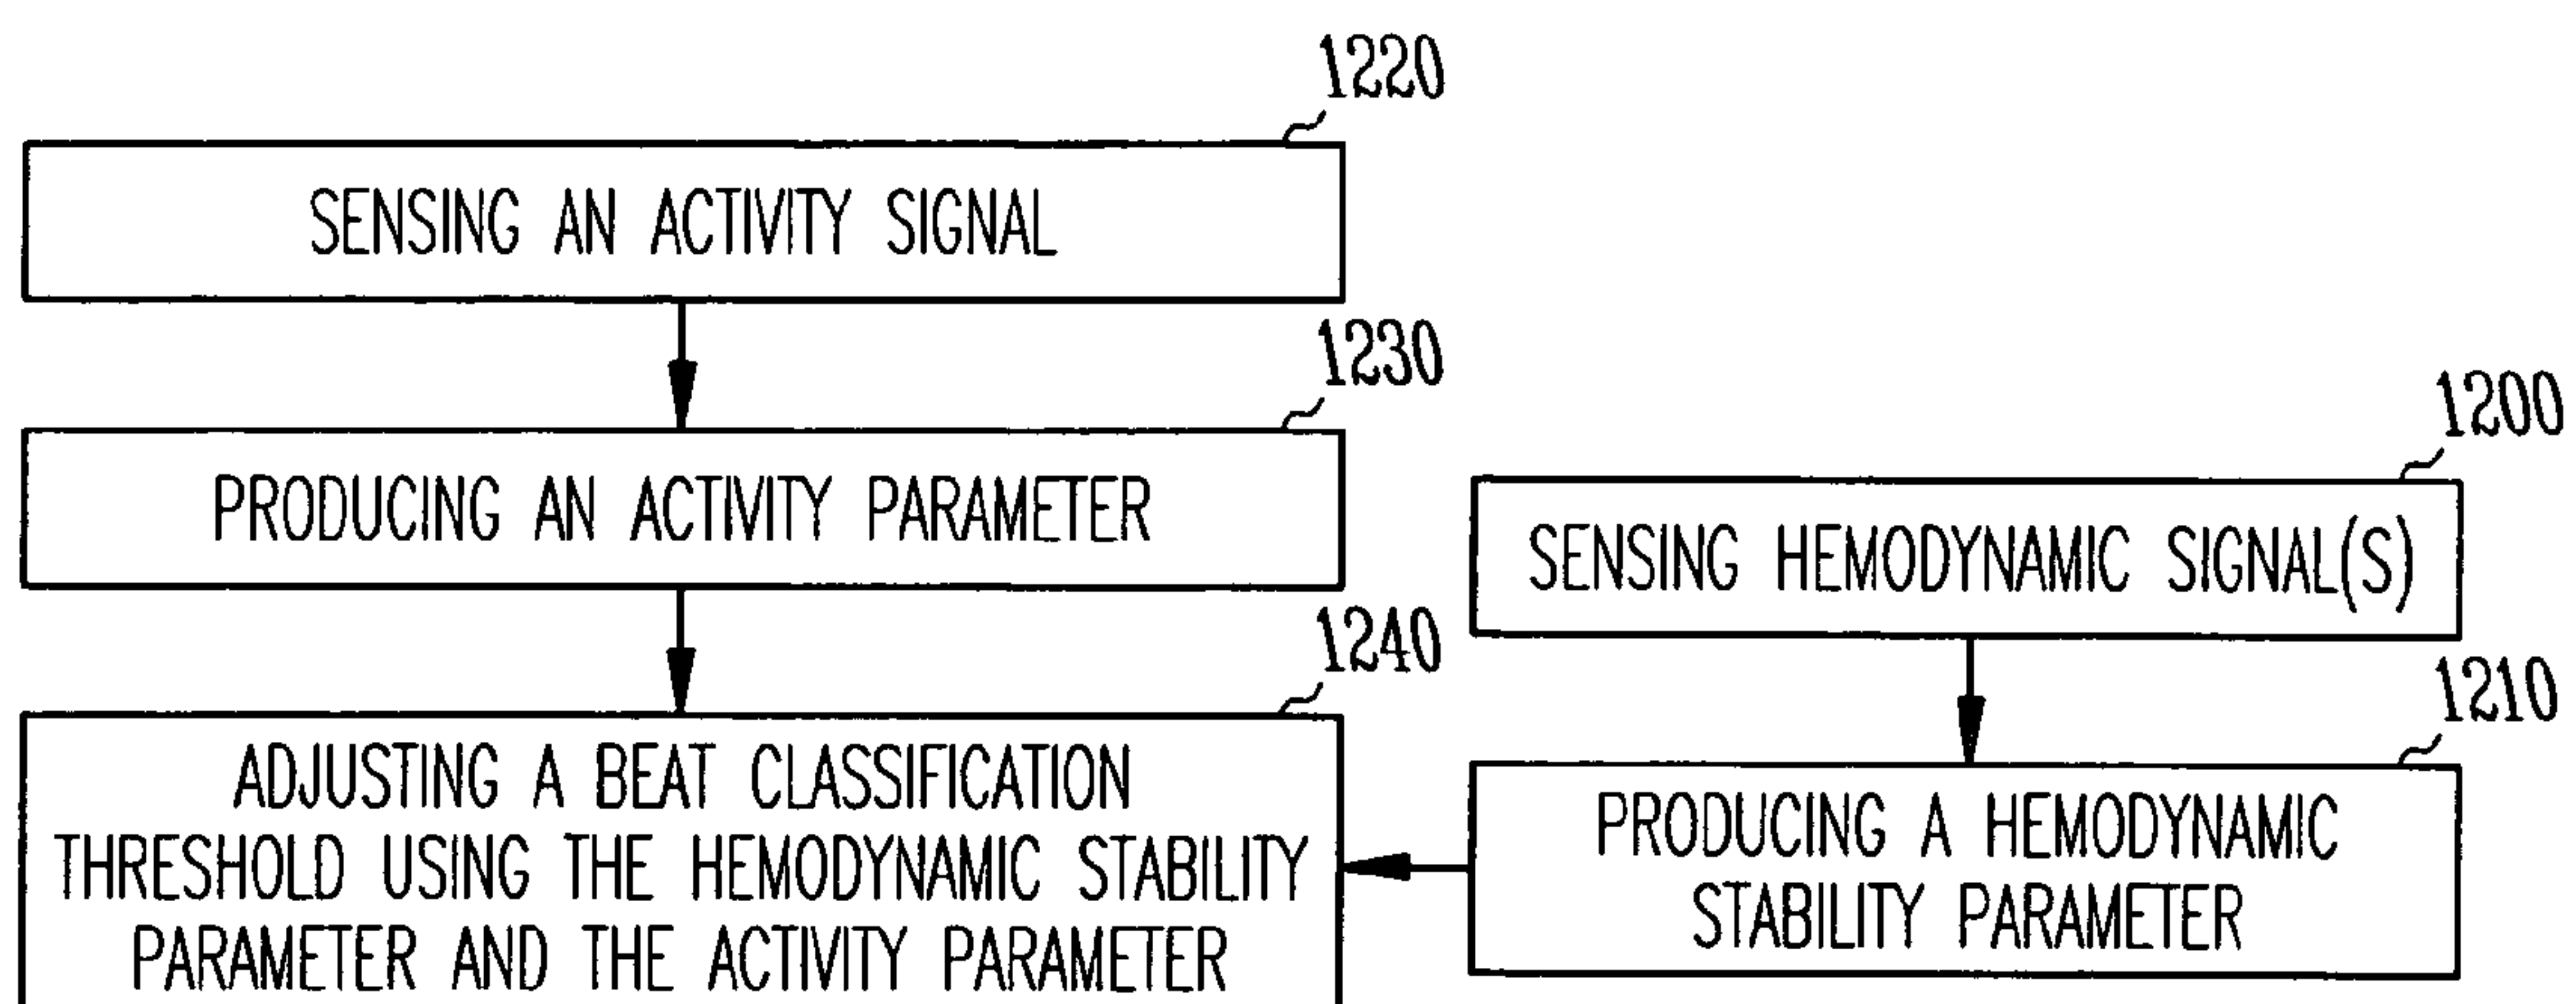 1220
SENSING AN ACTIVITY SIGNAL
1230
PRODUCING AN ACTIVITY PARAMETER
1200
SENSING HEMODYNAMIC SIGNAL(S)
1240
ADJUSTING A BEAT CLASSIFICATION
THRESHOLD USING THE HEMODYNAMIC STABILITY
PARAMETER AND THE ACTIVITY PARAMETER
1210
PRODUCING A HEMODYNAMIC
STABILITY PARAMETER